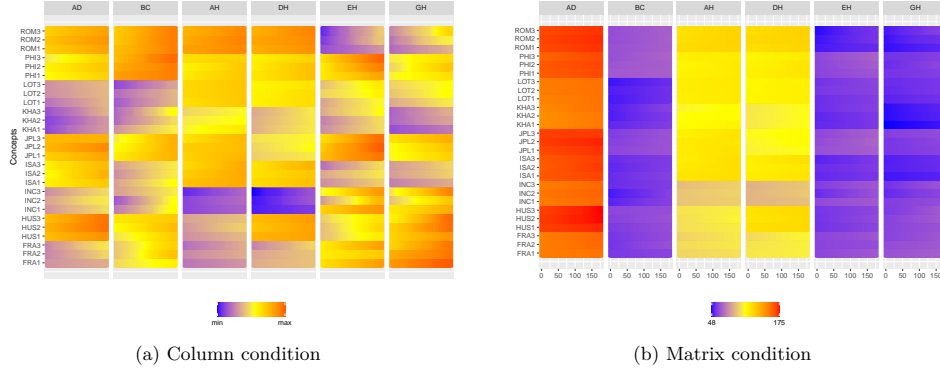 AD BC AH DH EH GH
Concepts
ROM3
ROM2
ROM1
PHI3
PHI2
PHI1
LOT3
LOT2
LOT1
KHA3
KHA2
KHA1
JPL3
JPL2
JPL1
ISA3
ISA2
ISA1
INC3
INC2
INC1
HUS3
HUS2
HUS1
FRA3
FRA2
FRA1
min max
(a) Column condition
AD BC AH DH EH GH
ROM3
ROM2
ROM1
PHI3
PHI2
PHI1
LOT3
LOT2
LOT1
KHA3
KHA2
KHA1
JPL3
JPL2
JPL1
ISA3
ISA2
ISA1
INC3
INC2
INC1
HUS3
HUS2
HUS1
FRA3
FRA2
FRA1
0 50 100 150 0 50 100 150 0 50 100 150 0 50 100 150 0 50 100 150 0 50 100 150
48 175
(b) Matrix condition